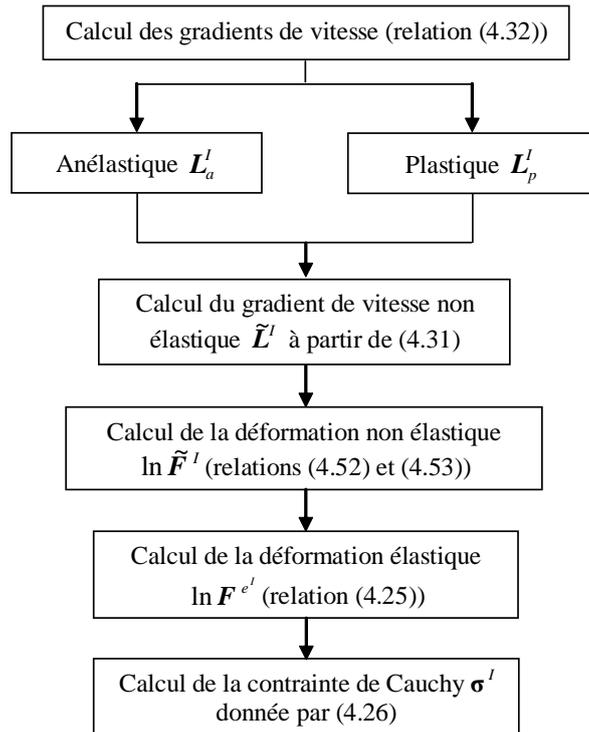 Calcul des gradients de vitesse (relation (4.32))
Anélastique L_a^I
Plastique L_p^I
Calcul du gradient de vitesse non
élastique L̃^I à partir de (4.31)
Calcul de la déformation non élastique
ln F̃^I (relations (4.52) et (4.53))
Calcul de la déformation élastique
ln F^{e^I} (relation (4.25))
Calcul de la contrainte de Cauchy σ^I
donnée par (4.26)